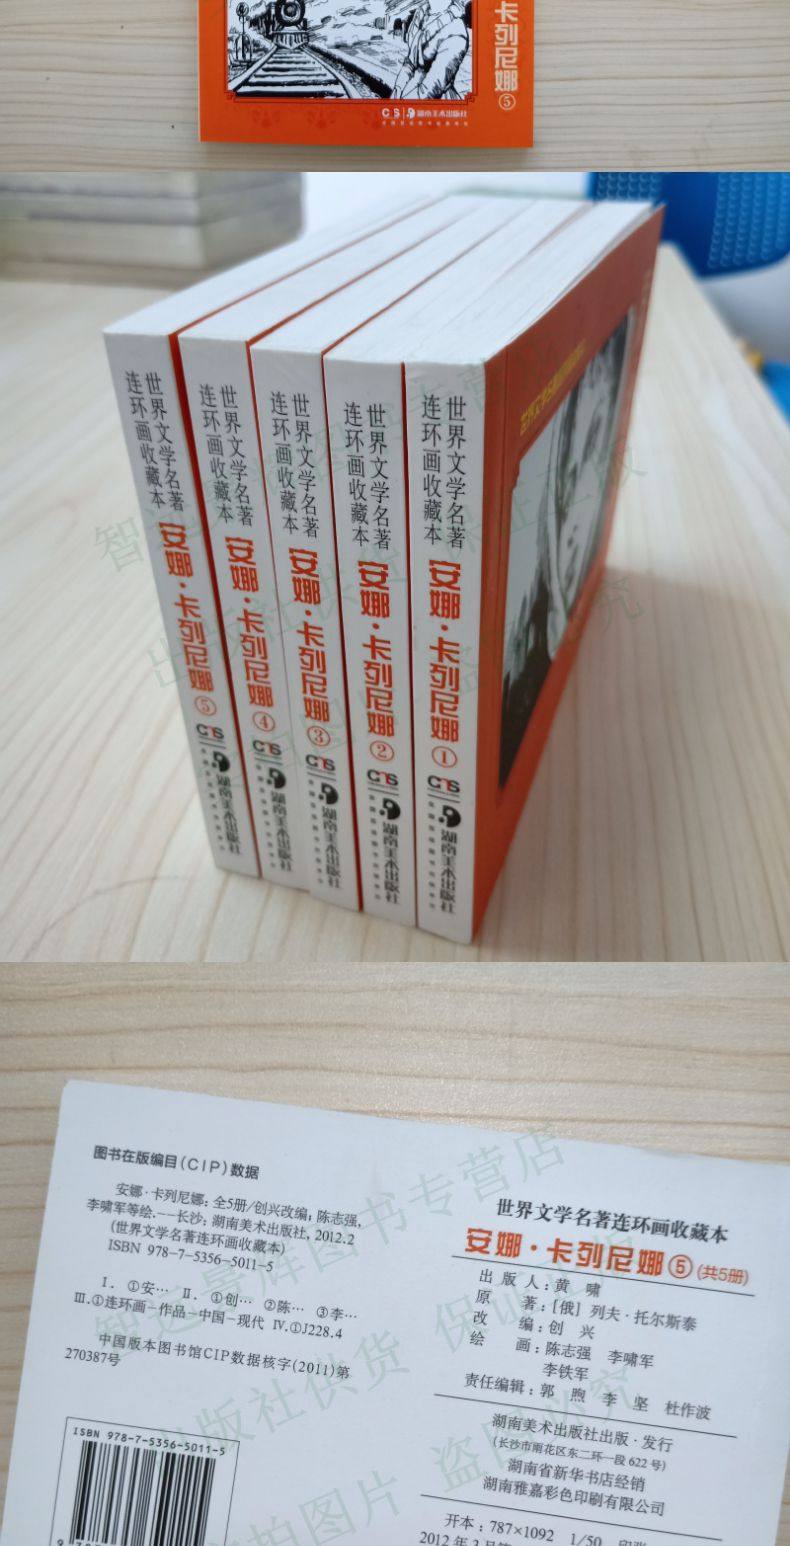 卡列尼娜⑤
湖南美术出版社
世界文学名著
连环画收藏本
安娜·卡列尼娜⑤
湖南美术出版社
世界文学名著
连环画收藏本
安娜·卡列尼娜④
湖南美术出版社
世界文学名著
连环画收藏本
安娜·卡列尼娜③
湖南美术出版社
世界文学名著
连环画收藏本
安娜·卡列尼娜②
湖南美术出版社
世界文学名著
连环画收藏本
安娜·卡列尼娜①
湖南美术出版社
图书在版编目(CIP)数据
安娜·卡列尼娜：全5册/创兴改编；陈志强,
李啸军等绘.--长沙：湖南美术出版社，2012.2
(世界文学名著连环画收藏本)
ISBN 978-7-5356-5011-5
Ⅰ. ①安… Ⅱ. ①创… ②陈… ③李…
Ⅲ.①连环画-作品-中国-现代 Ⅳ.①J228.4
中国版本图书馆CIP数据核字(2011)第
270387号
ISBN 978-7-5356-5011-5
世界文学名著连环画收藏本
安娜·卡列尼娜⑤(共5册)
出版人：黄 啸
原 著：[俄] 列夫·托尔斯泰
改 编：创 兴
绘 画：陈志强 李啸军
李铁军
责任编辑：郭 煦 李 坚 杜作波
湖南美术出版社出版·发行
(长沙市雨花区东二环一段 622 号)
湖南省新华书店经销
湖南雅嘉彩色印刷有限公司
开本：787×1092 1/50
2012 年